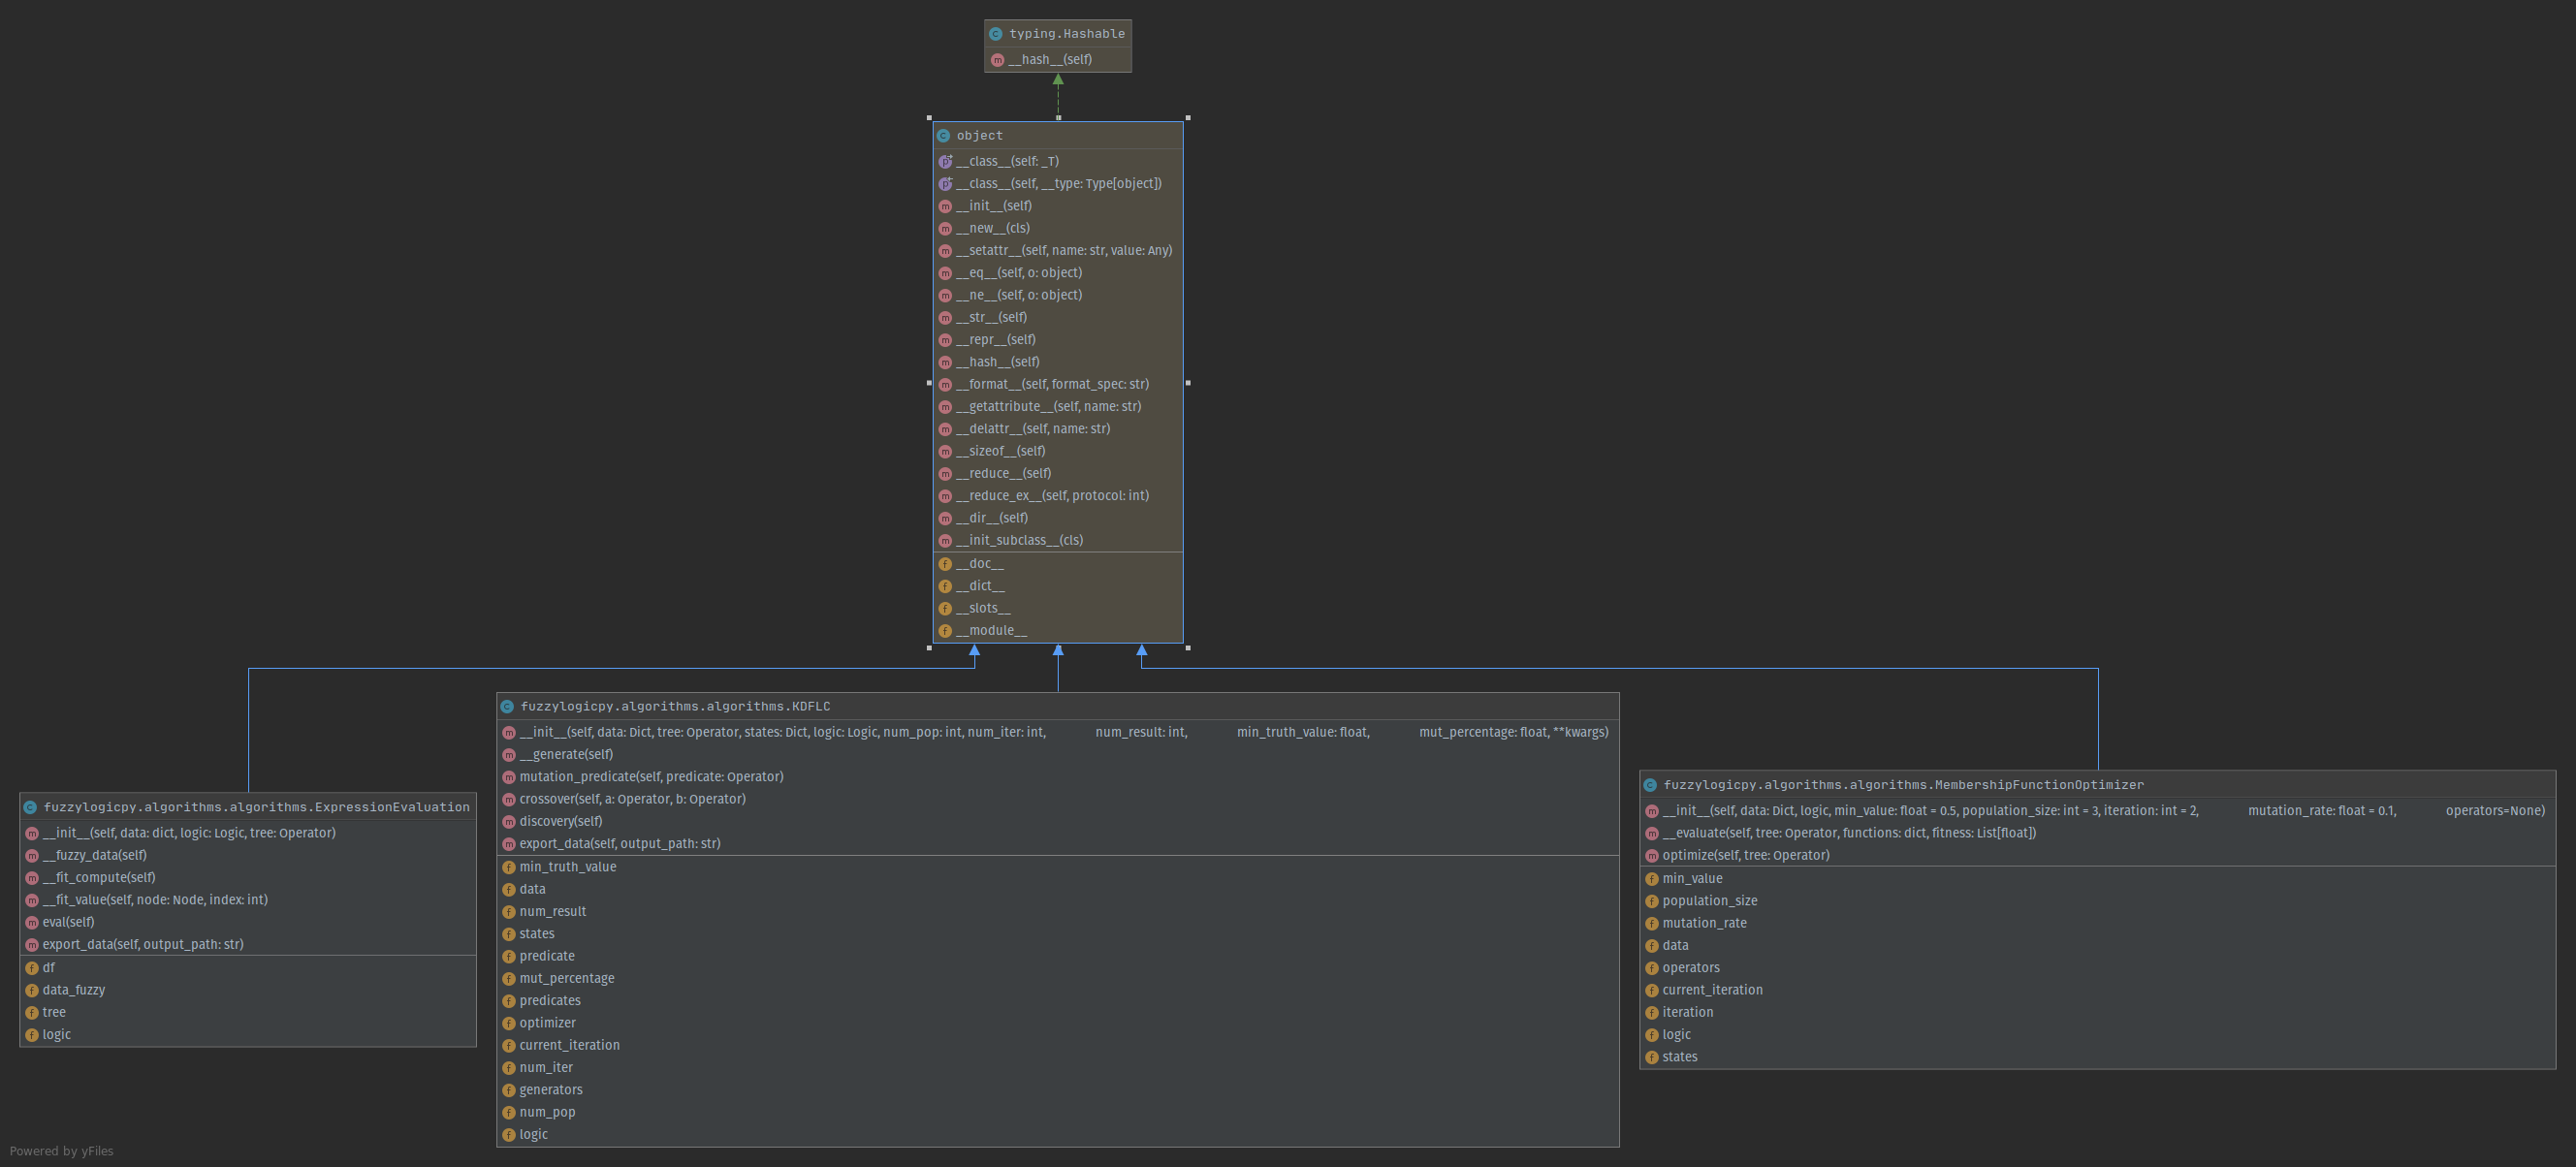 typing.Hashable
__hash__(self)
object
__class__(self: _T)
__class__(self, __type: Type[object])
__init__(self)
__new__(cls)
__setattr__(self, name: str, value: Any)
__eq__(self, o: object)
__ne__(self, o: object)
__str__(self)
__repr__(self)
__hash__(self)
__format__(self, format_spec: str)
__getattribute__(self, name: str)
__delattr__(self, name: str)
__sizeof__(self)
__reduce__(self)
__reduce_ex__(self, protocol: int)
__dir__(self)
__init_subclass__(cls)
__doc__
__dict__
__slots__
__module__
fuzzylogicpy.algorithms.algorithms.ExpressionEvaluation
__init__(self, data: dict, logic: Logic, tree: Operator)
__fuzzy_data(self)
__fit_compute(self)
__fit_value(self, node: Node, index: int)
eval(self)
export_data(self, output_path: str)
df
data_fuzzy
tree
logic
fuzzylogicpy.algorithms.algorithms.KDFLC
__init__(self, data: Dict, tree: Operator, states: Dict, logic: Logic, num_pop: int, num_iter: int, num_result: int, min_truth_value: float, mut_percentage: float, **kwargs)
__generate(self)
mutation_predicate(self, predicate: Operator)
crossover(self, a: Operator, b: Operator)
discovery(self)
export_data(self, output_path: str)
min_truth_value
data
num_result
states
predicate
mut_percentage
predicates
optimizer
current_iteration
num_iter
generators
num_pop
logic
fuzzylogicpy.algorithms.algorithms.MembershipFunctionOptimizer
__init__(self, data: Dict, logic, min_value: float = 0.5, population_size: int = 3, iteration: int = 2, mutation_rate: float = 0.1, operators=None)
__evaluate(self, tree: Operator, functions: dict, fitness: List[float])
optimize(self, tree: Operator)
min_value
population_size
mutation_rate
data
operators
current_iteration
iteration
logic
states
Powered by yFiles